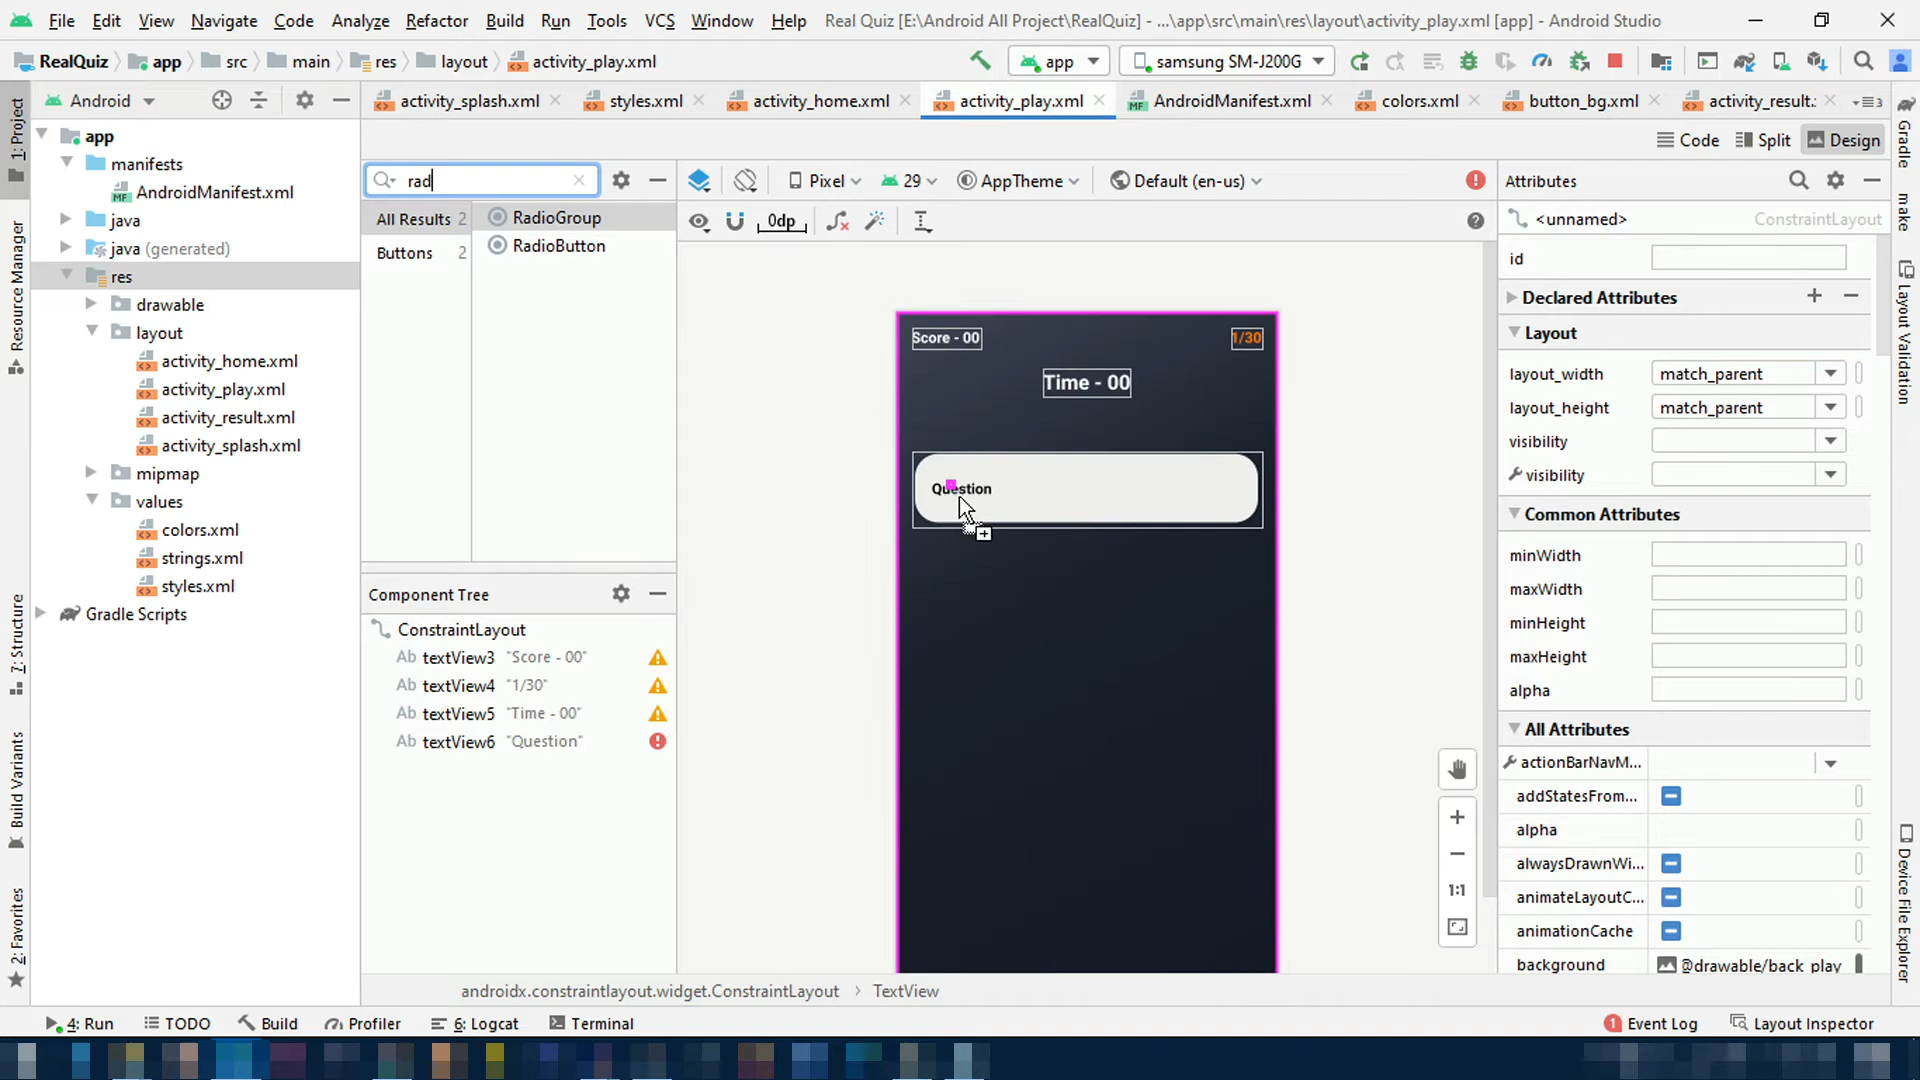 File Edit View Navigate Code Analyze Refactor Build Run Tools VCS Window Help Real Quiz [E:\Android All Project\RealQuiz] - ...\app\src\main\res\layout\activity_play.xml [app] - Android Studio
RealQuiz app src main res layout activity_play.xml app samsung SM-J200G
Android activity_splash.xml styles.xml activity_home.xml activity_play.xml AndroidManifest.xml colors.xml button_bg.xml activity_result.: 3
Code Split Design
1: Project
Resource Manager
7: Structure
Build Variants
2: Favorites
app
manifests
MF AndroidManifest.xml
java
java (generated)
res
drawable
layout
activity_home.xml
activity_play.xml
activity_result.xml
activity_splash.xml
mipmap
values
colors.xml
strings.xml
styles.xml
Gradle Scripts
rad
All Results 2
Buttons 2
RadioGroup
RadioButton
Component Tree
ConstraintLayout
Ab textView3 "Score - 00"
Ab textView4 "1/30"
Ab textView5 "Time - 00"
Ab textView6 "Question"
Pixel 29 AppTheme Default (en-us)
0dp
Score - 00 1/30
Time - 00
Question
1:1
androidx.constraintlayout.widget.ConstraintLayout > TextView
Attributes
<unnamed> ConstraintLayout
id
Declared Attributes
Layout
layout_width match_parent
layout_height match_parent
visibility
visibility
Common Attributes
minWidth
maxWidth
minHeight
maxHeight
alpha
All Attributes
actionBarNavM...
addStatesFrom...
alpha
alwaysDrawnWi...
animateLayoutC...
animationCache
background @drawable/back_play
Gradle
make
Layout Validation
Device File Explorer
4: Run TODO Build Profiler 6: Logcat Terminal 1 Event Log Layout Inspector